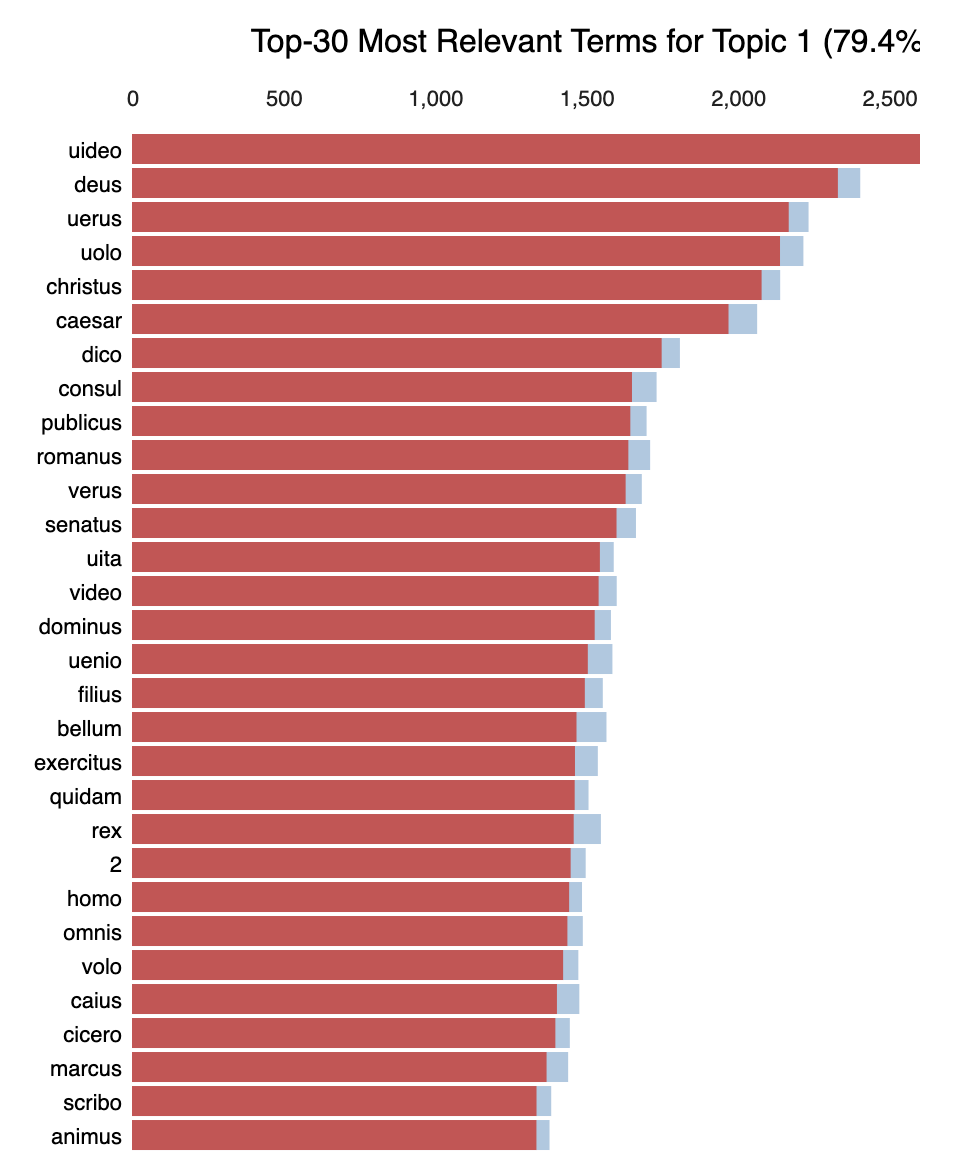 Top-30 Most Relevant Terms for Topic 1 (79.4%
0 500 1,000 1,500 2,000 2,500
uideo
deus
uerus
uolo
christus
caesar
dico
consul
publicus
romanus
verus
senatus
uita
video
dominus
uenio
filius
bellum
exercitus
quidam
rex
2
homo
omnis
volo
caius
cicero
marcus
scribo
animus